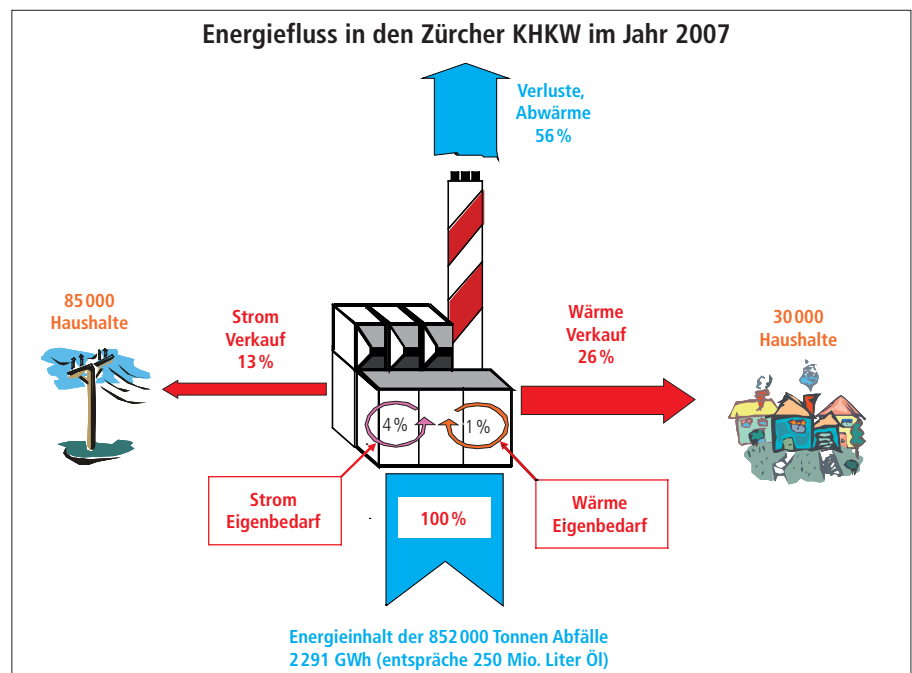 Energiefluss in den Zürcher KHKW im Jahr 2007
Verluste,
Abwärme
56 %
85 000
Haushalte
Strom
Verkauf
13 %
Wärme
Verkauf
26 %
30 000
Haushalte
4 %
1 %
Strom
Eigenbedarf
100 %
Wärme
Eigenbedarf
Energieinhalt der 852 000 Tonnen Abfälle
2 291 GWh (entspräche 250 Mio. Liter Öl)